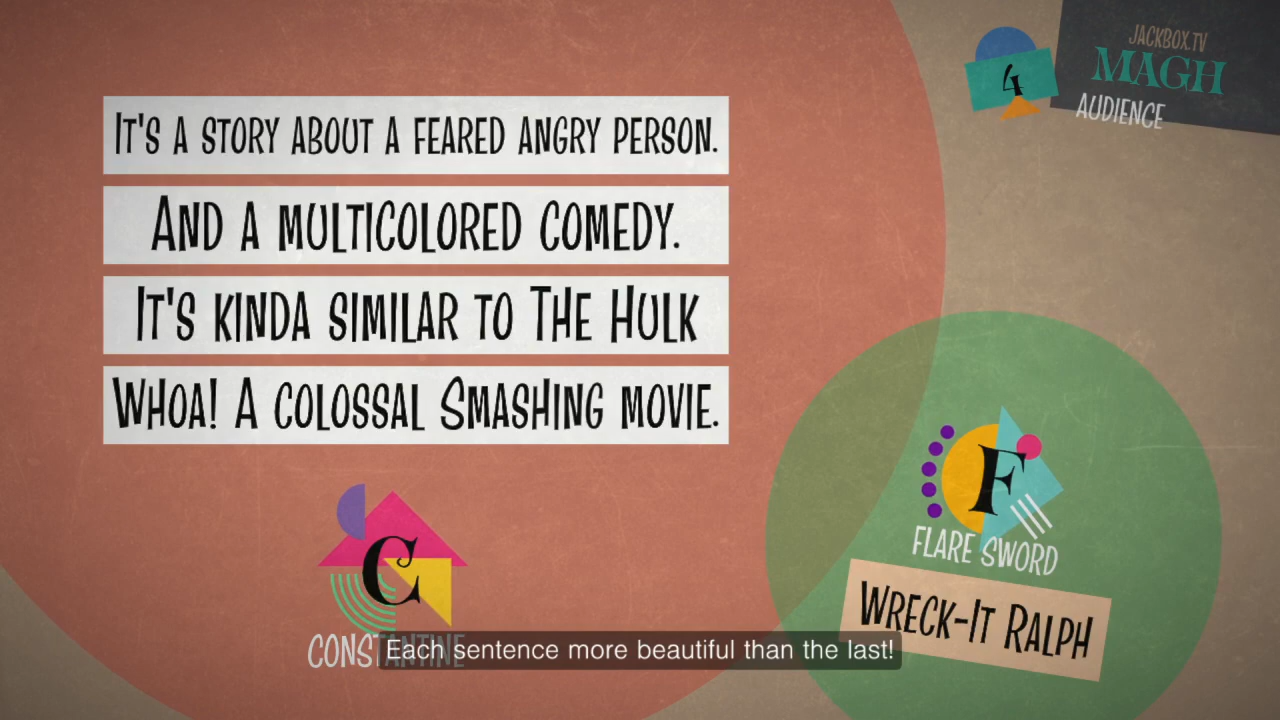 It's a story about a feared angry person.
And a multicolored comedy.
It's kinda similar to The Hulk
Whoa! A colossal Smashing movie.
JACKBOX.TV
MAGH
4
AUDIENCE
C
CONSTANTINE
F
FLARE SWORD
Wreck-It Ralph
Each sentence more beautiful than the last!